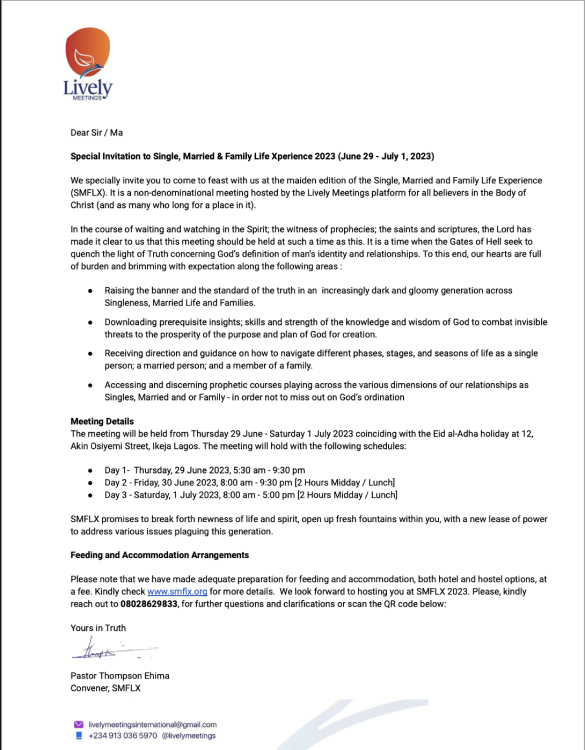 Lively
MEETINGS
Dear Sir / Ma
Special Invitation to Single, Married & Family Life Xperience 2023 (June 29 - July 1, 2023)
We specially invite you to come to feast with us at the maiden edition of the Single, Married and Family Life Experience
(SMFLX). It is a non-denominational meeting hosted by the Lively Meetings platform for all believers in the Body of
Christ (and as many who long for a place in it).
In the course of waiting and watching in the Spirit; the witness of prophecies; the saints and scriptures, the Lord has
made it clear to us that this meeting should be held at such a time as this. It is a time when the Gates of Hell seek to
quench the light of Truth concerning God's definition of man's identity and relationships. To this end, our hearts are full
of burden and brimming with expectation along the following areas :
● Raising the banner and the standard of the truth in an increasingly dark and gloomy generation across
Singleness, Married Life and Families.
● Downloading prerequisite insights; skills and strength of the knowledge and wisdom of God to combat invisible
threats to the prosperity of the purpose and plan of God for creation.
● Receiving direction and guidance on how to navigate different phases, stages, and seasons of life as a single
person; a married person; and a member of a family.
● Accessing and discerning prophetic courses playing across the various dimensions of our relationships as
Singles, Married and or Family - in order not to miss out on God's ordination
Meeting Details
The meeting will be held from Thursday 29 June - Saturday 1 July 2023 coinciding with the Eid al-Adha holiday at 12,
Akin Osiyemi Street, Ikeja Lagos. The meeting will hold with the following schedules:
● Day 1- Thursday, 29 June 2023, 5:30 am - 9:30 pm
● Day 2 - Friday, 30 June 2023, 8:00 am - 9:30 pm [2 Hours Midday / Lunch]
● Day 3 - Saturday, 1 July 2023, 8:00 am - 5:00 pm [2 Hours Midday / Lunch]
SMFLX promises to break forth newness of life and spirit, open up fresh fountains within you, with a new lease of power
to address various issues plaguing this generation.
Feeding and Accommodation Arrangements
Please note that we have made adequate preparation for feeding and accommodation, both hotel and hostel options, at
a fee. Kindly check www.smflx.org for more details. We look forward to hosting you at SMFLX 2023. Please, kindly
reach out to 08028629833, for further questions and clarifications or scan the QR code below:
Yours in Truth
Pastor Thompson Ehima
Convener, SMFLX
livelymeetingsinternational@gmail.com
+234 913 036 5970 @livelymeetings